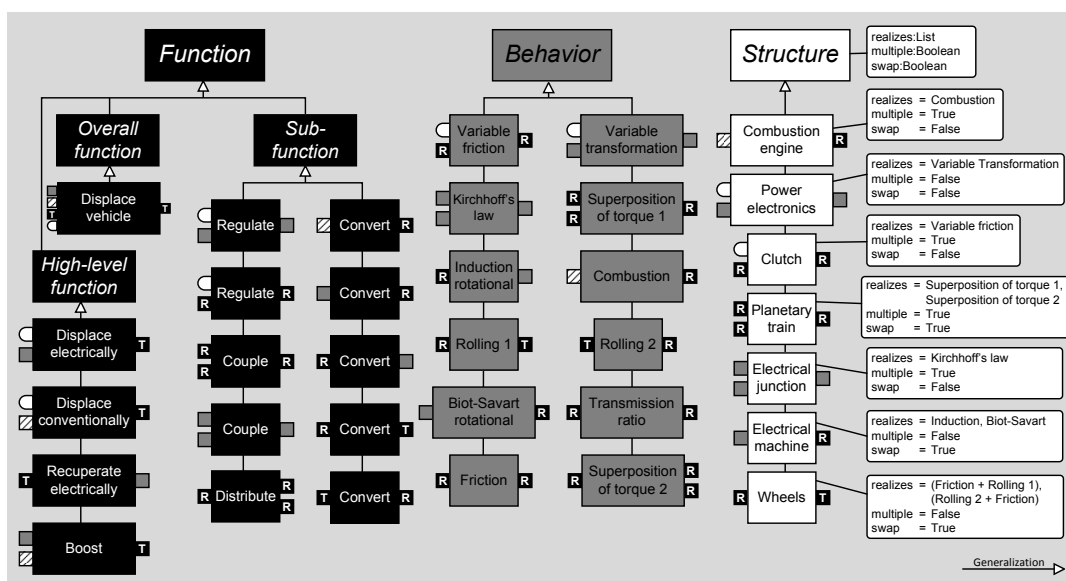 Function
Behavior
Structure
realizes:List
multiple:Boolean
swap:Boolean
Overall
function
Sub-
function
High-level
function
Displace
vehicle
T
T
Displace
electrically
T
Displace
conventionally
T
T
Recuperate
electrically
Boost
T
Regulate
R
Regulate
R
R
R
Couple
R
Couple
R
Distribute
R
R
Convert
R
Convert
R
R
Convert
R
Convert
T
T
Convert
R
R
Variable
friction
R
Kirchhoff's
law
R
Induction
rotational
R
Rolling 1
T
Biot-Savart
rotational
R
R
Friction
R
Variable
transformation
R
R
Superposition
of torque 1
R
Combustion
R
T
Rolling 2
R
R
Transmission
ratio
R
R
Superposition
of torque 2
R
R
Combustion
engine
R
Power
electronics
R
Clutch
R
R
R
Planetary
train
R
Electrical
junction
Electrical
machine
R
R
Wheels
T
realizes = Combustion
multiple = True
swap = False
realizes = Variable Transformation
multiple = False
swap = False
realizes = Variable friction
multiple = True
swap = False
realizes = Superposition of torque 1,
Superposition of torque 2
multiple = True
swap = True
realizes = Kirchhoff's law
multiple = True
swap = False
realizes = Induction, Biot-Savart
multiple = False
swap = True
realizes = (Friction + Rolling 1),
(Rolling 2 + Friction)
multiple = False
swap = True
Generalization